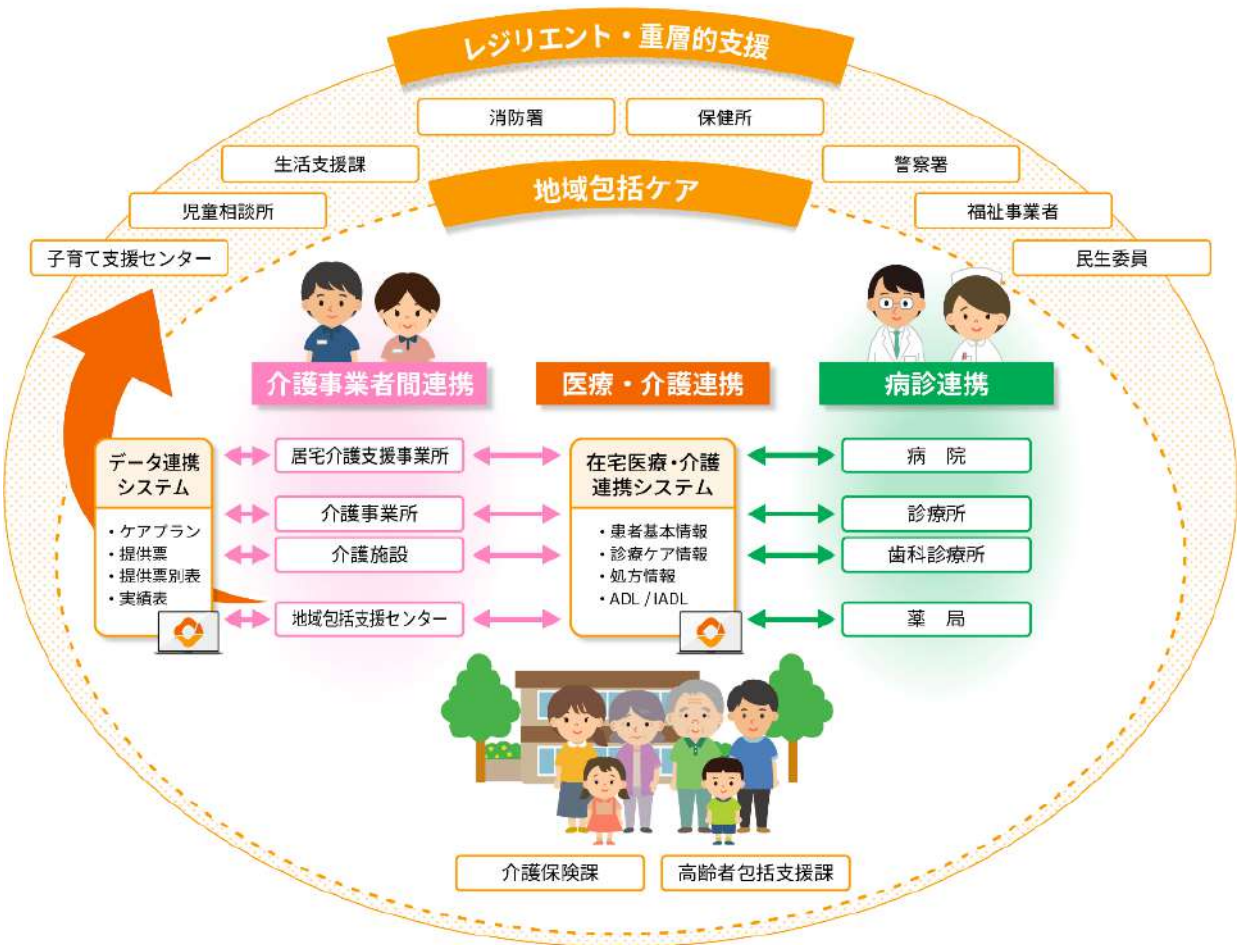 レジリエント・重層的支援
消防署
保健所
生活支援課
警察署
地域包括ケア
児童相談所
福祉事業者
子育て支援センター
民生委員
介護事業者間連携
医療・介護連携
病診連携
データ連携
システム
・ケアプラン
・提供票
・提供票別表
・実績表
居宅介護支援事業所
介護事業所
介護施設
地域包括支援センター
在宅医療・介護
連携システム
・患者基本情報
・診療ケア情報
・処方情報
・ADL / IADL
病　院
診療所
歯科診療所
薬　局
介護保険課
高齢者包括支援課